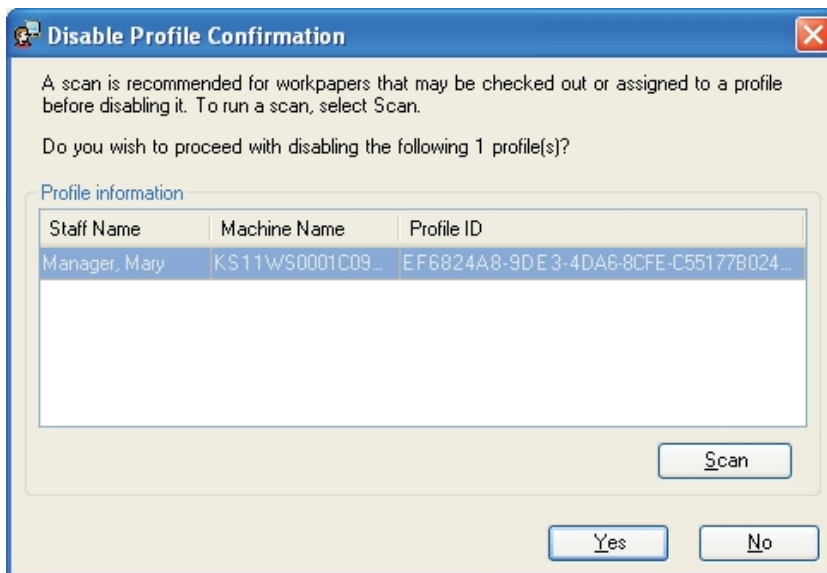 Disable Profile Confirmation
A scan is recommended for workpapers that may be checked out or assigned to a profile
before disabling it. To run a scan, select Scan.
Do you wish to proceed with disabling the following 1 profile(s)?
Profile information
Staff Name Machine Name Profile ID
Manager, Mary KS11WS0001C09... EF6824A8-9DE3-4DA6-8CFE-C55177B024...
Scan
Yes No